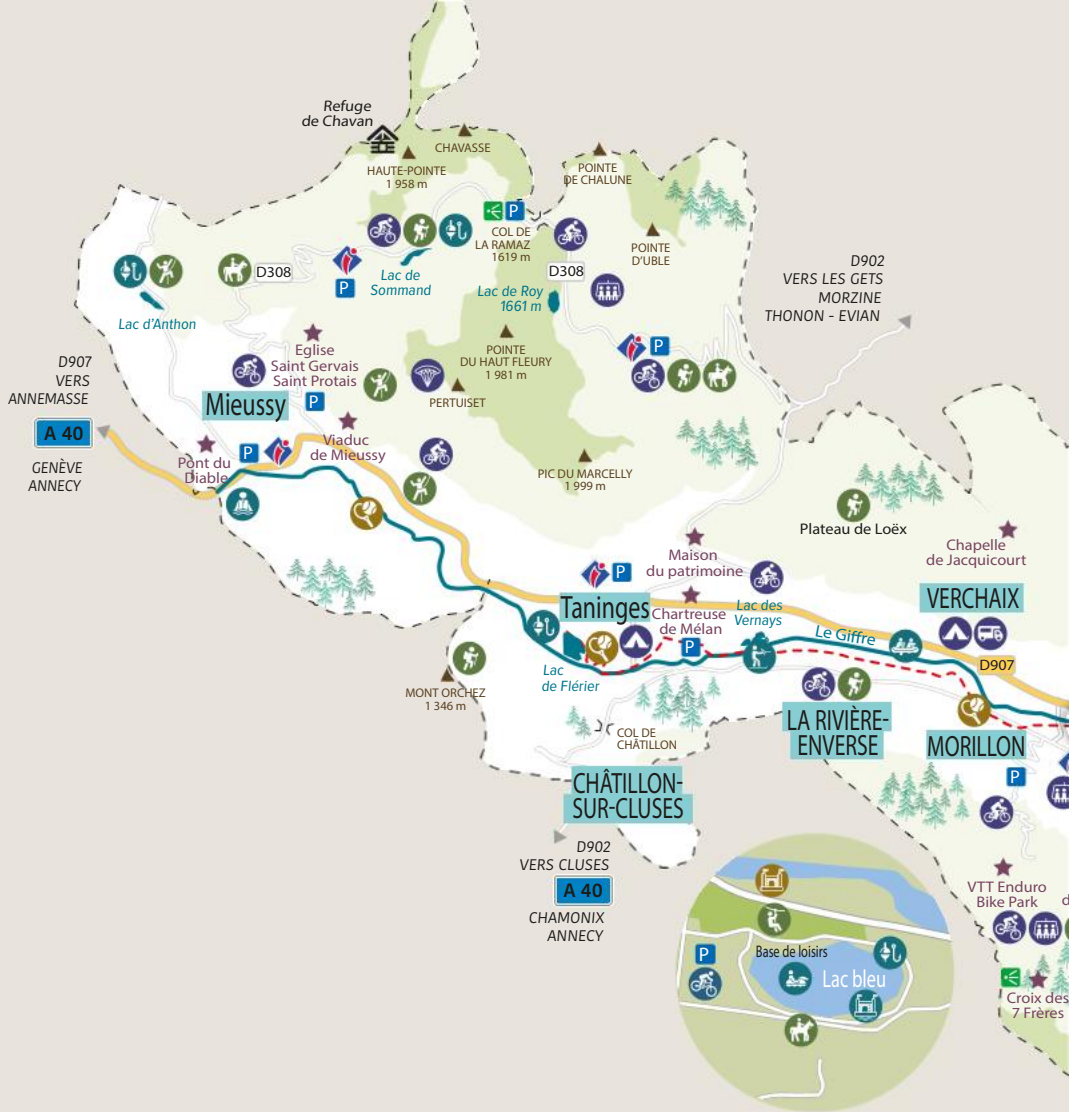 Refuge
de Chavan
CHAVASSE
HAUTE-POINTE
1 958 m
POINTE
DE CHALUNE
P
COL DE
LA RAMAZ
1619 m
POINTE
D'UBLE
D902
VERS LES GETS
MORZINE
THONON - EVIAN
D308
P
Lac de
Sommand
D308
Lac de Roy
1661 m
Lac d'Anthon
Eglise
Saint Gervais
Saint Protais
POINTE
DU HAUT FLEURY
1 981 m
P
D907
VERS
ANNEMASSE
A 40
GENÈVE
ANNECY
Mieussy
P
PERTUISET
Viaduc
de Mieussy
Pont du
Diable
P
PIC DU MARCELLY
1 999 m
Plateau de Loëx
Chapelle
de Jacquicourt
Maison
du patrimoine
P
Taninges
Chartreuse
de Mélan
P
Lac des
Vernays
VERCHAIX
Le Giffre
D907
Lac
de Flérier
MONT ORCHEZ
1 346 m
COL DE
CHÂTILLON
LA RIVIÈRE-
ENVERSE
MORILLON
P
CHÂTILLON-
SUR-CLUSES
D902
VERS CLUSES
A 40
CHAMONIX
ANNECY
VTT Enduro
Bike Park
d
Croix des
7 Frères
P
Base de loisirs
Lac bleu